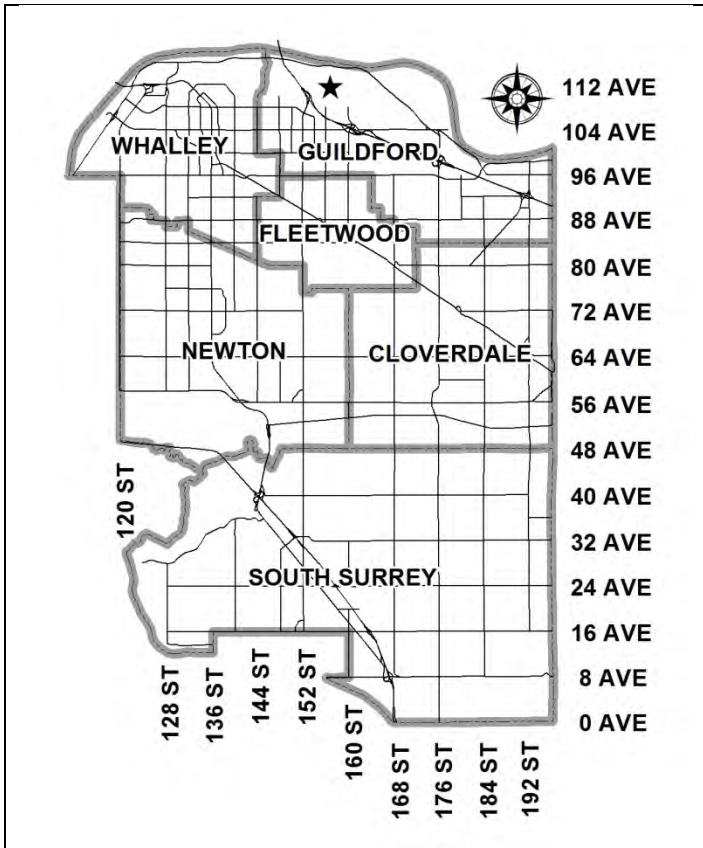 112 AVE
104 AVE
WHALLEY
GUILDFORD
96 AVE
88 AVE
FLEETWOOD
80 AVE
72 AVE
NEWTON
CLOVERDALE
64 AVE
56 AVE
48 AVE
120 ST
40 AVE
32 AVE
SOUTH SURREY
24 AVE
16 AVE
8 AVE
0 AVE
128 ST
136 ST
144 ST
152 ST
160 ST
168 ST
176 ST
184 ST
192 ST